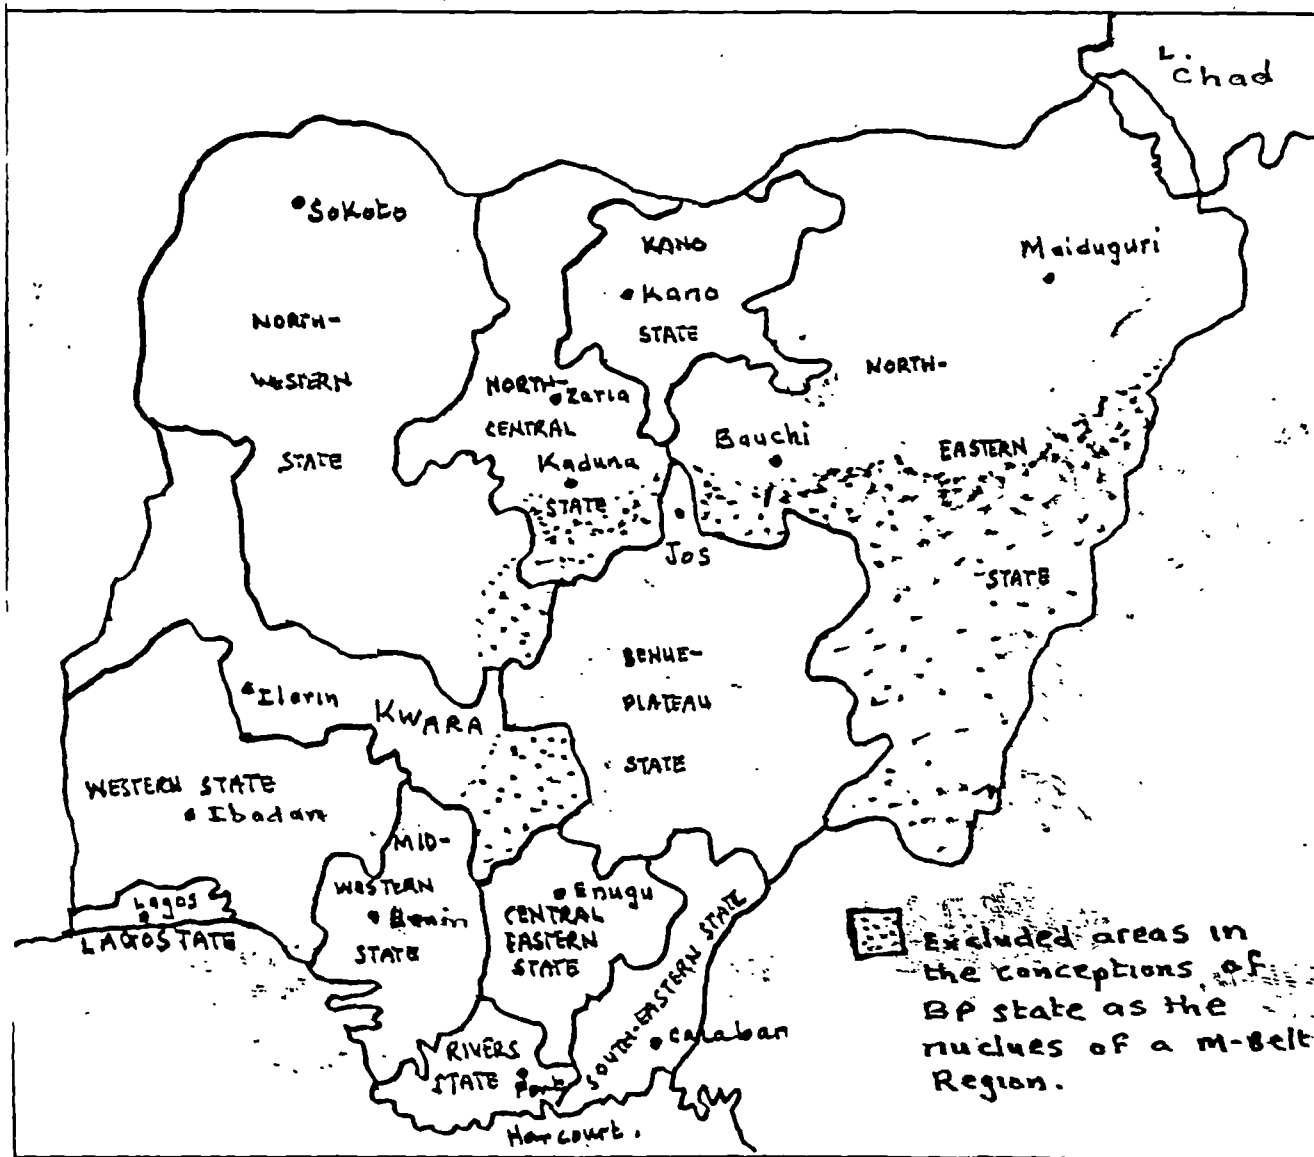 L.
Chad
Sokoto
KANO
Kano
STATE
Maiduguri
NORTH-
WESTERN
STATE
NORTH-
Zaria
CENTRAL
Kaduna
STATE
Bauchi
NORTH-
EASTERN
STATE
Jos
BENUE-
PLATEAU
STATE
Ilorin
KWARA
WESTERN STATE
Ibadan
MID-
WESTERN
Benin
STATE
Lagos
LAGOSTATE
Enugu
CENTRAL
EASTERN
STATE
SOUTH-EASTERN STATE
Calabar
RIVERS
STATE
Port
Harcourt.
Excluded areas in
the conceptions of
BP state as the
nuclues of a M-Belt
Region.